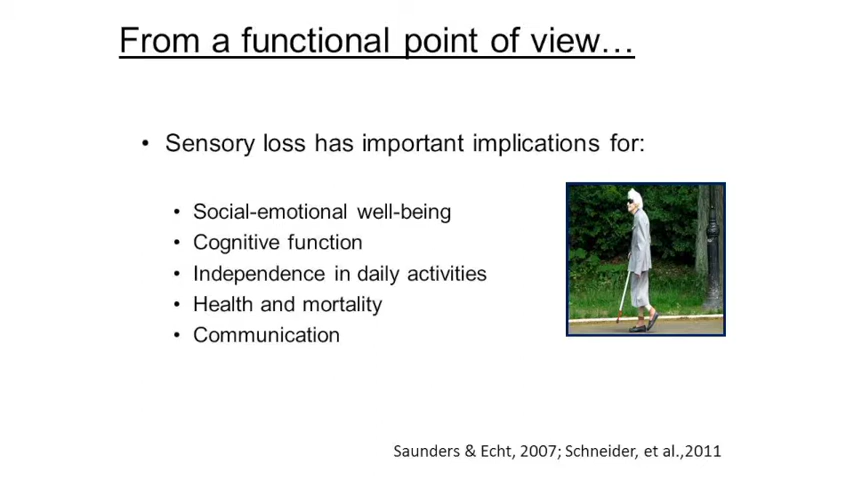 From a functional point of view…
• Sensory loss has important implications for:
• Social-emotional well-being
• Cognitive function
• Independence in daily activities
• Health and mortality
• Communication
Saunders & Echt, 2007; Schneider, et al.,2011